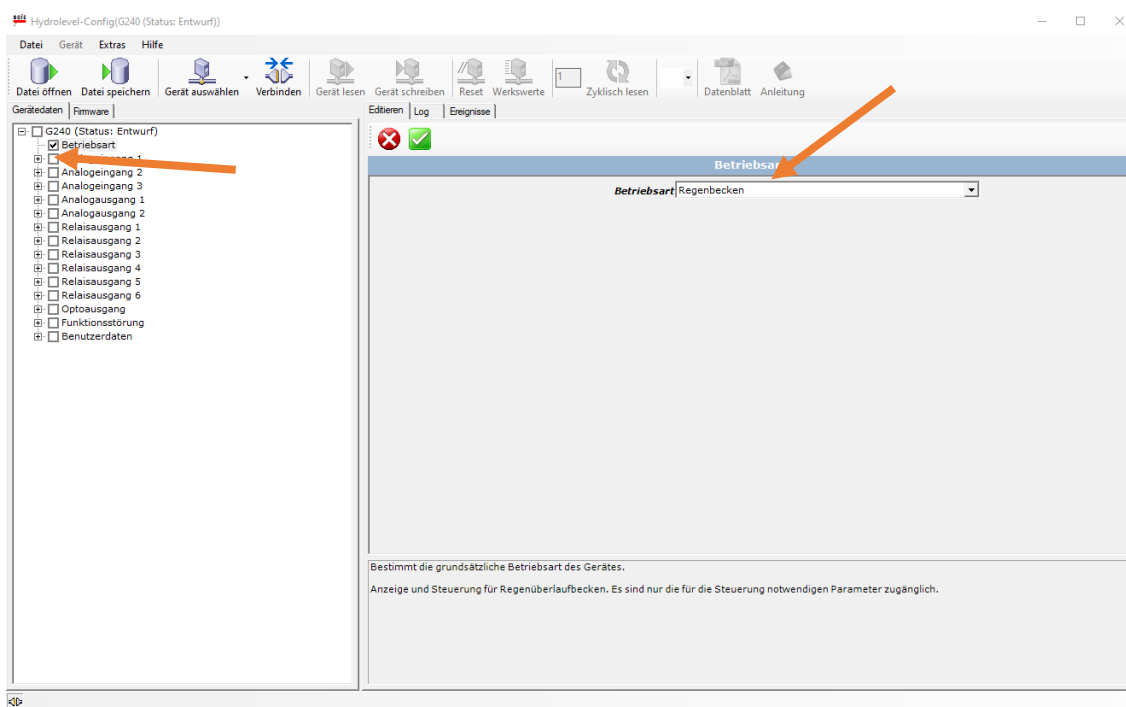 Hydrolevel-Config(G240 (Status: Entwurf))
Datei Gerät Extras Hilfe
Datei öffnen Datei speichern Gerät auswählen Verbinden Gerät lesen Gerät schreiben Reset Werkswerte 1 Zyklisch lesen Datenblatt Anleitung
Gerätedaten Firmware
Editieren Log Ereignisse
G240 (Status: Entwurf)
Betriebsart
Analogeingang 2
Analogeingang 3
Analogausgang 1
Analogausgang 2
Relaisausgang 1
Relaisausgang 2
Relaisausgang 3
Relaisausgang 4
Relaisausgang 5
Relaisausgang 6
Optoausgang
Funktionsstörung
Benutzerdaten
Betriebsart
Betriebsart Regenbecken
Bestimmt die grundsätzliche Betriebsart des Gerätes.
Anzeige und Steuerung für Regenüberlaufbecken. Es sind nur die für die Steuerung notwendigen Parameter zugänglich.